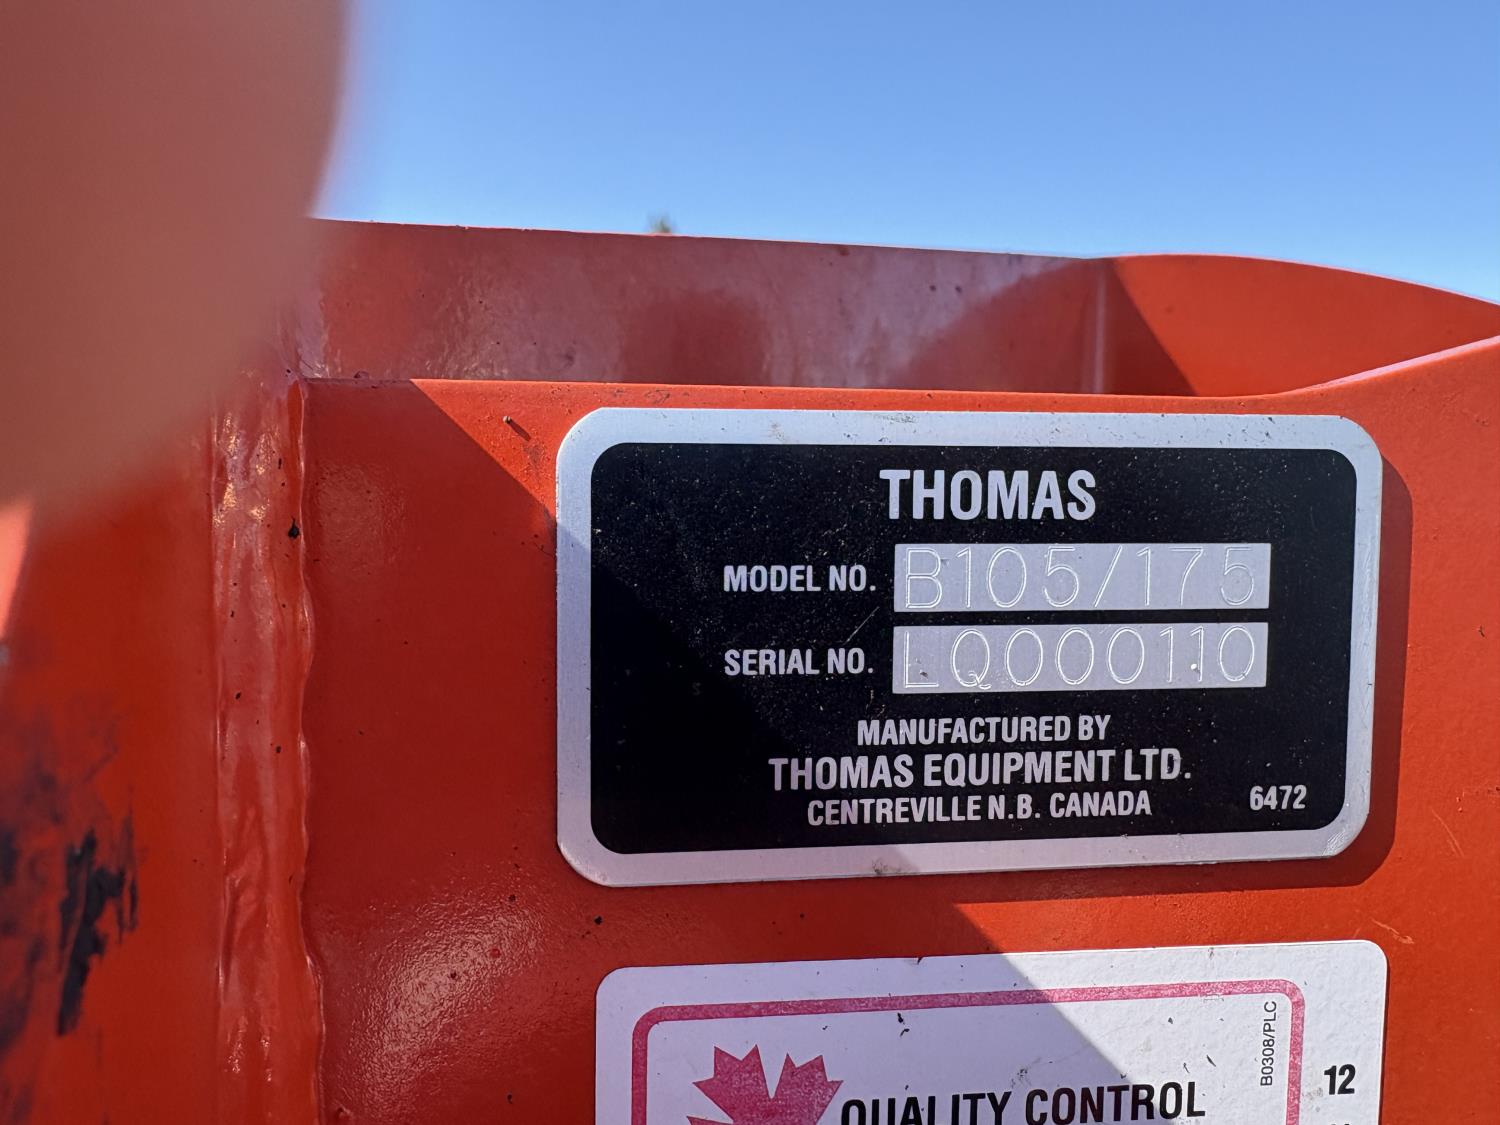 THOMAS
MODEL NO. B105/175
SERIAL NO. LQ000110
MANUFACTURED BY
THOMAS EQUIPMENT LTD.
CENTREVILLE N.B. CANADA 6472
B0308/PLC
12
QUALITY CONTROL